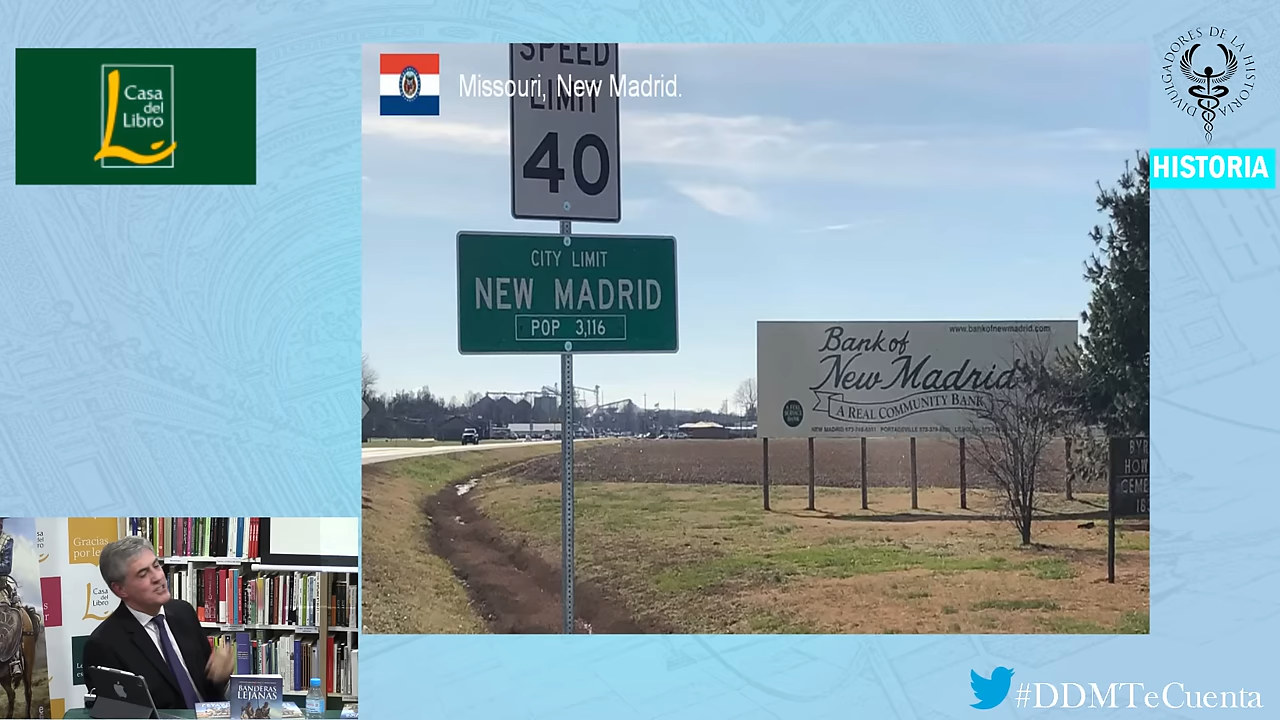 Casa
del
Libro
Missouri, New Madrid.
SPEED
LIMIT
40
CITY LIMIT
NEW MADRID
POP 3,116
www.bankofnewmadrid.com
Bank of
New Madrid
A REAL COMMUNITY BANK
DIVULGADORES DE LA HISTORIA
HISTORIA
Gracias
por le
Casa
del
Libro
BANDERAS
LEJANAS
#DDMTeCuenta